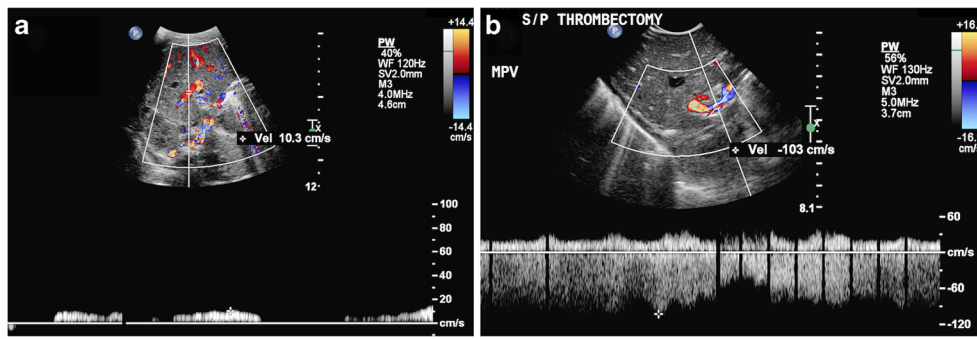 a
P
PW
40%
WF 120Hz
SV2.0mm
M3
4.0MHz
4.6cm
+14.4
-14.4
cm/s
X
Vel 10.3 cm/s
12
100
80
60
40
20
cm/s
b
S/P THROMBECTOMY
P
MPV
PW
56%
WF 130Hz
SV2.0mm
M3
5.0MHz
3.7cm
+16.
-16.
cm/s
X
Vel -103 cm/s
8.1
60
cm/s
-60
-120